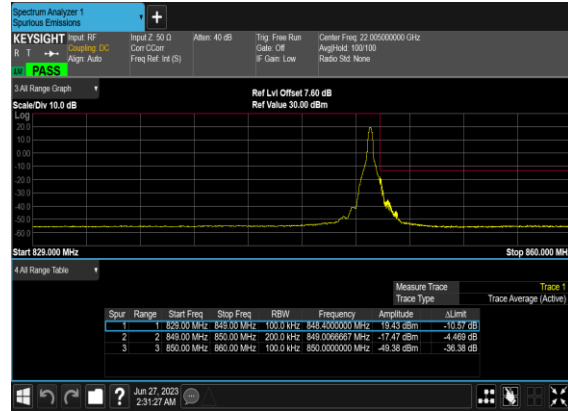 Spectrum Analyzer 1
Spurious Emissions
KEYSIGHT Input: RF Input Z: 50 Ω Atten: 40 dB Trig: Free Run Center Freq: 22.005000000 GHz
R T Coupling: DC Corr CCorr Gate: Off Avg|Hold: 100/100
Align: Auto Freq Ref: Int (S) IF Gain: Low Radio Std: None
PASS
3 All Range Graph Ref Lvl Offset 7.60 dB
Scale/Div 10.0 dB Ref Value 30.00 dBm
Log
20.0
10.0
0.00
-10.0
-20.0
-30.0
-40.0
-50.0
-60.0
Start 829.000 MHz Stop 860.000 MH
4 All Range Table
Measure Trace Trace 1
Trace Type Trace Average (Active)
Spur Range Start Freq Stop Freq RBW Frequency Amplitude ΔLimit
1 1 829.00 MHz 849.00 MHz 100.0 kHz 848.4000000 MHz 19.43 dBm -10.57 dB
2 2 849.00 MHz 850.00 MHz 200.0 kHz 849.0066667 MHz -17.47 dBm -4.469 dB
3 3 850.00 MHz 860.00 MHz 100.0 kHz 850.0000000 MHz -49.38 dBm -36.38 dB
? Jun 27, 2023
2:31:27 AM